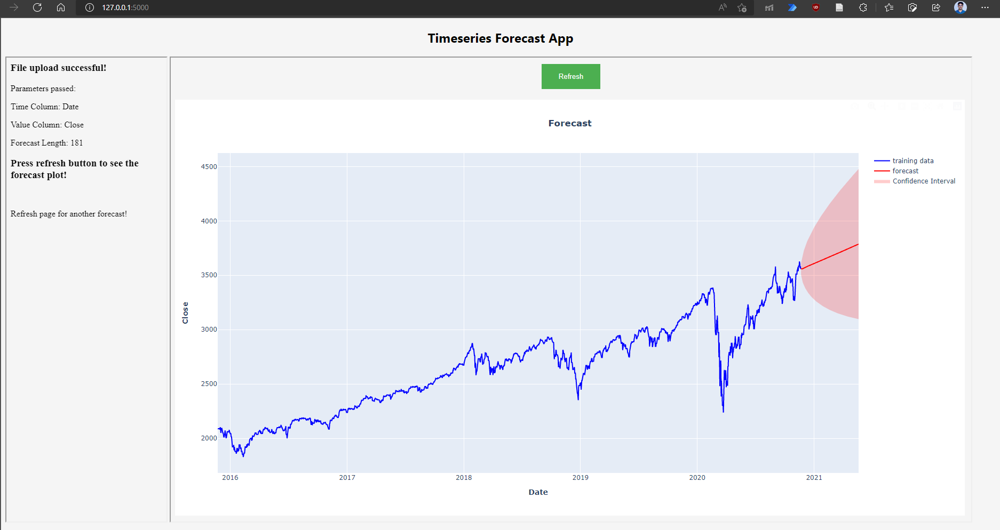 127.0.0.1:5000
Timeseries Forecast App
File upload successful!
Parameters passed:
Time Column: Date
Value Column: Close
Forecast Length: 181
Press refresh button to see the
forecast plot!
Refresh page for another forecast!
Refresh
Forecast
4500
4000
3500
3000
2500
2000
Close
2016
2017
2018
2019
2020
2021
Date
training data
forecast
Confidence Interval